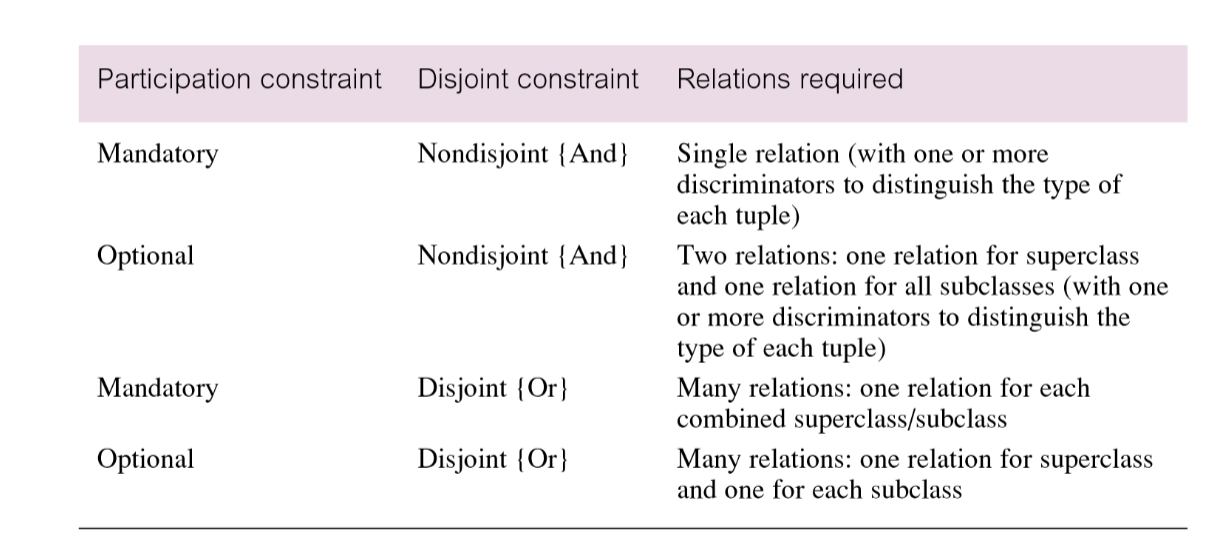 Participation constraint Disjoint constraint Relations required
Mandatory Nondisjoint {And} Single relation (with one or more
discriminators to distinguish the type of
each tuple)
Optional Nondisjoint {And} Two relations: one relation for superclass
and one relation for all subclasses (with one
or more discriminators to distinguish the
type of each tuple)
Mandatory Disjoint {Or} Many relations: one relation for each
combined superclass/subclass
Optional Disjoint {Or} Many relations: one relation for superclass
and one for each subclass